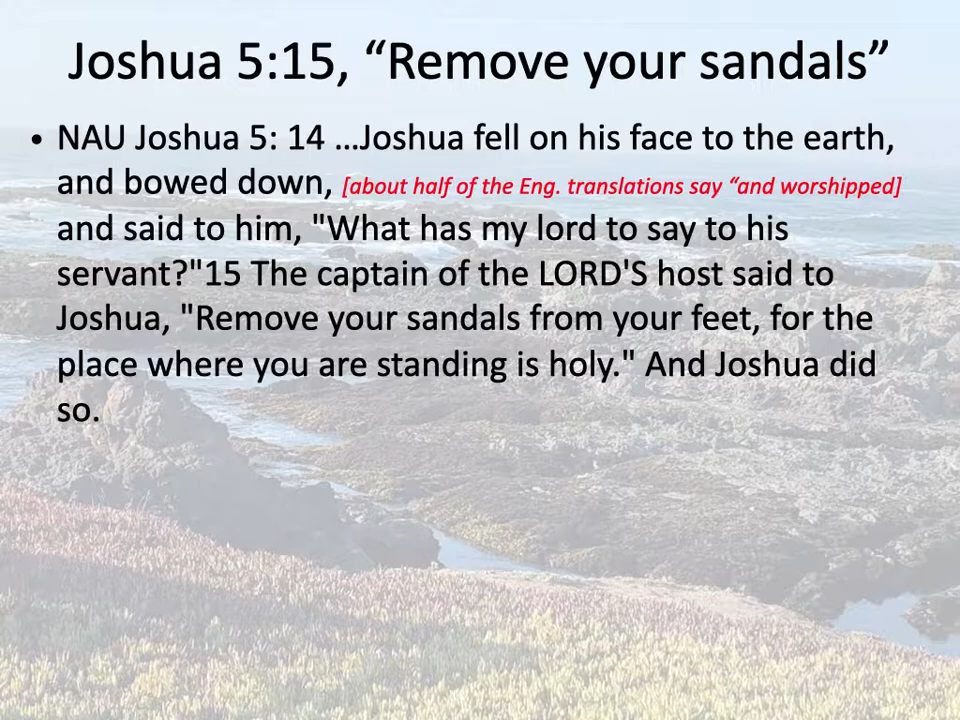 Joshua 5:15, “Remove your sandals”
• NAU Joshua 5: 14 …Joshua fell on his face to the earth,
and bowed down, [about half of the Eng. translations say “and worshipped]
and said to him, "What has my lord to say to his
servant?"15 The captain of the LORD'S host said to
Joshua, "Remove your sandals from your feet, for the
place where you are standing is holy." And Joshua did
so.